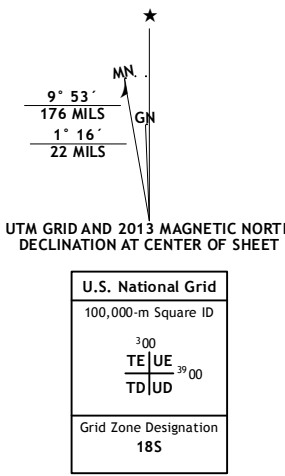 ★
MN
GN
9° 53´
176 MILS
1° 16´
22 MILS
UTM GRID AND 2013 MAGNETIC NORTH
DECLINATION AT CENTER OF SHEET
U.S. National Grid
100,000-m Square ID
300
TE UE
3900
TD UD
Grid Zone Designation
18S